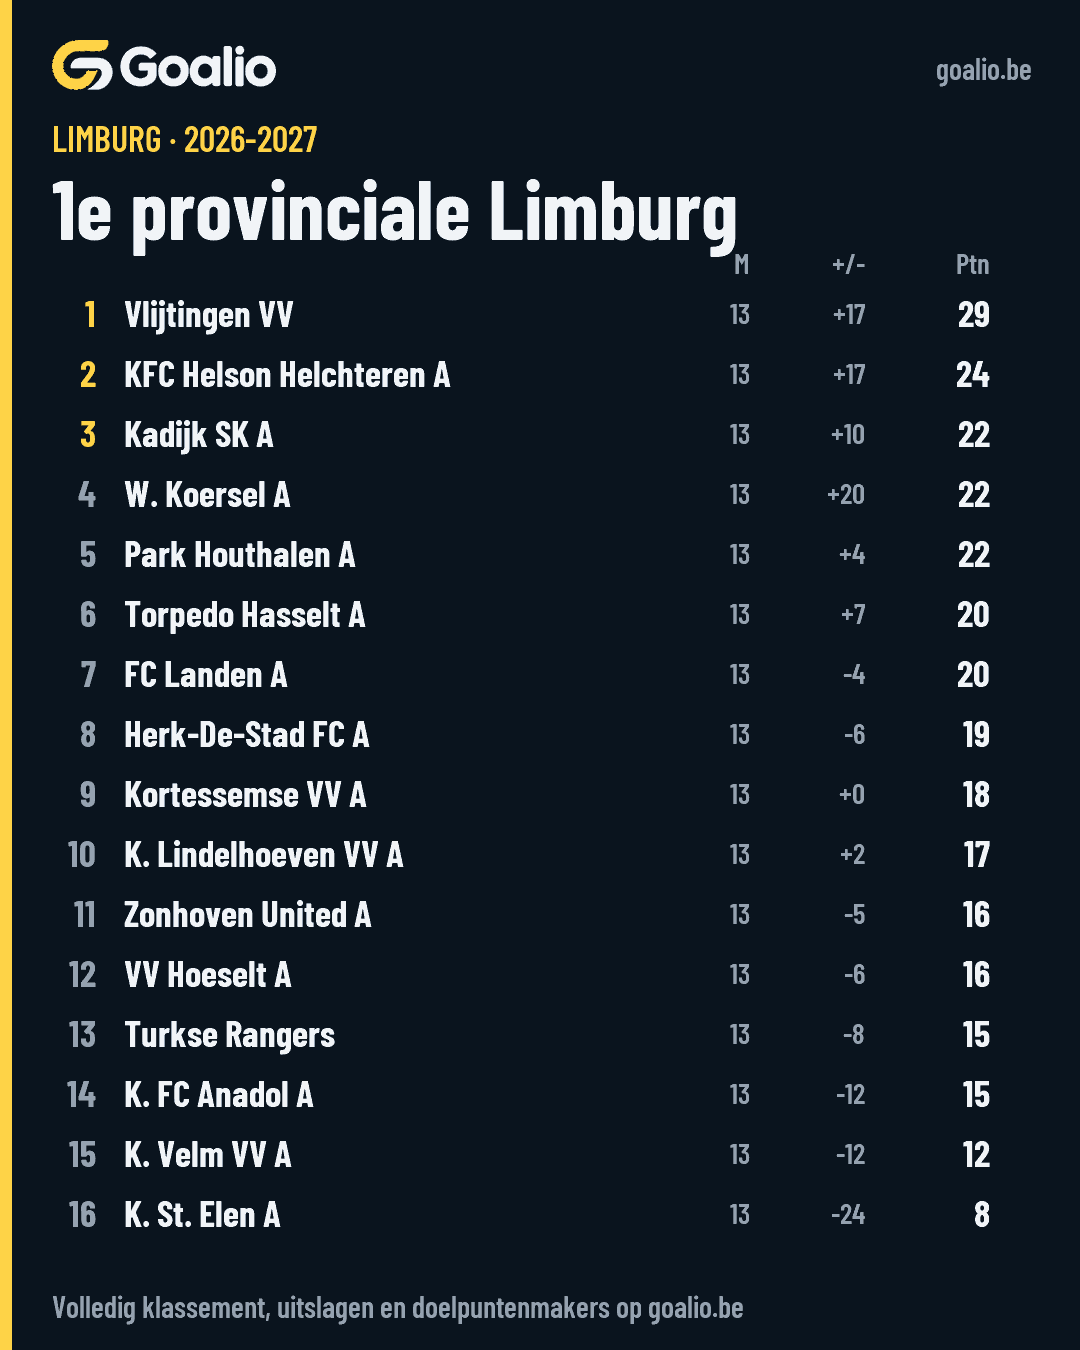 Goalio
goalio.be
LIMBURG · 2026-2027
1e provinciale Limburg
M +/- Ptn
1 Vlijtingen VV 13 +17 29
2 KFC Helson Helchteren A 13 +17 24
3 Kadijk SK A 13 +10 22
4 W. Koersel A 13 +20 22
5 Park Houthalen A 13 +4 22
6 Torpedo Hasselt A 13 +7 20
7 FC Landen A 13 -4 20
8 Herk-De-Stad FC A 13 -6 19
9 Kortessemse VV A 13 +0 18
10 K. Lindelhoeven VV A 13 +2 17
11 Zonhoven United A 13 -5 16
12 VV Hoeselt A 13 -6 16
13 Turkse Rangers 13 -8 15
14 K. FC Anadol A 13 -12 15
15 K. Velm VV A 13 -12 12
16 K. St. Elen A 13 -24 8
Volledig klassement, uitslagen en doelpuntenmakers op goalio.be